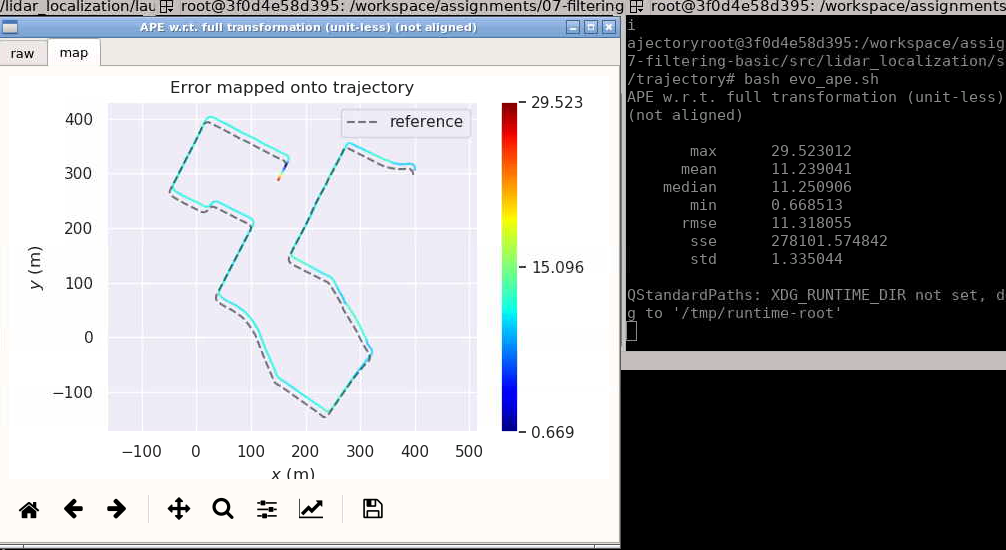 /lidar_localization/lau root@3f0d4e58d395: /workspace/assignments/07-filtering root@3f0d4e58d395: /workspace/assignments
APE w.r.t. full transformation (unit-less) (not aligned)
raw map
Error mapped onto trajectory
reference
29.523
15.096
0.669
400
300
200
100
0
−100
y (m)
−100 0 100 200 300 400 500
x (m)
i
ajectoryroot@3f0d4e58d395:/workspace/assig
7-filtering-basic/src/lidar_localization/s
/trajectory# bash evo_ape.sh
APE w.r.t. full transformation (unit-less)
(not aligned)
max 29.523012
mean 11.239041
median 11.250906
min 0.668513
rmse 11.318055
sse 278101.574842
std 1.335044
QStandardPaths: XDG_RUNTIME_DIR not set, d
g to '/tmp/runtime-root'